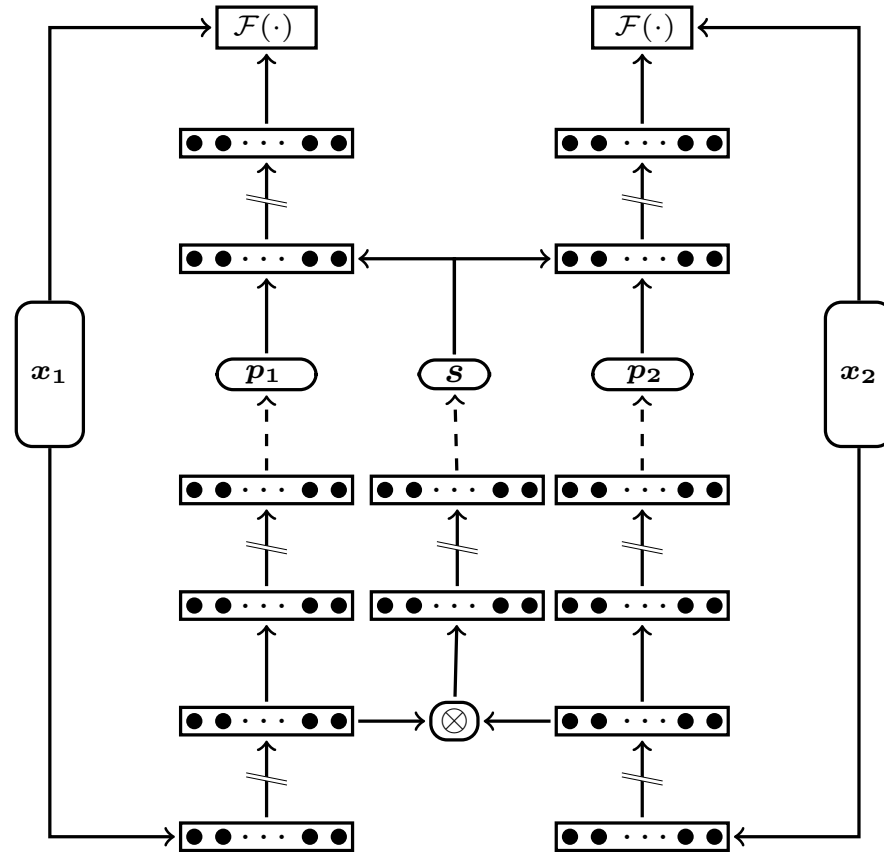 𝓕(·) 𝓕(·)
x₁ p₁ s p₂ x₂
⊗